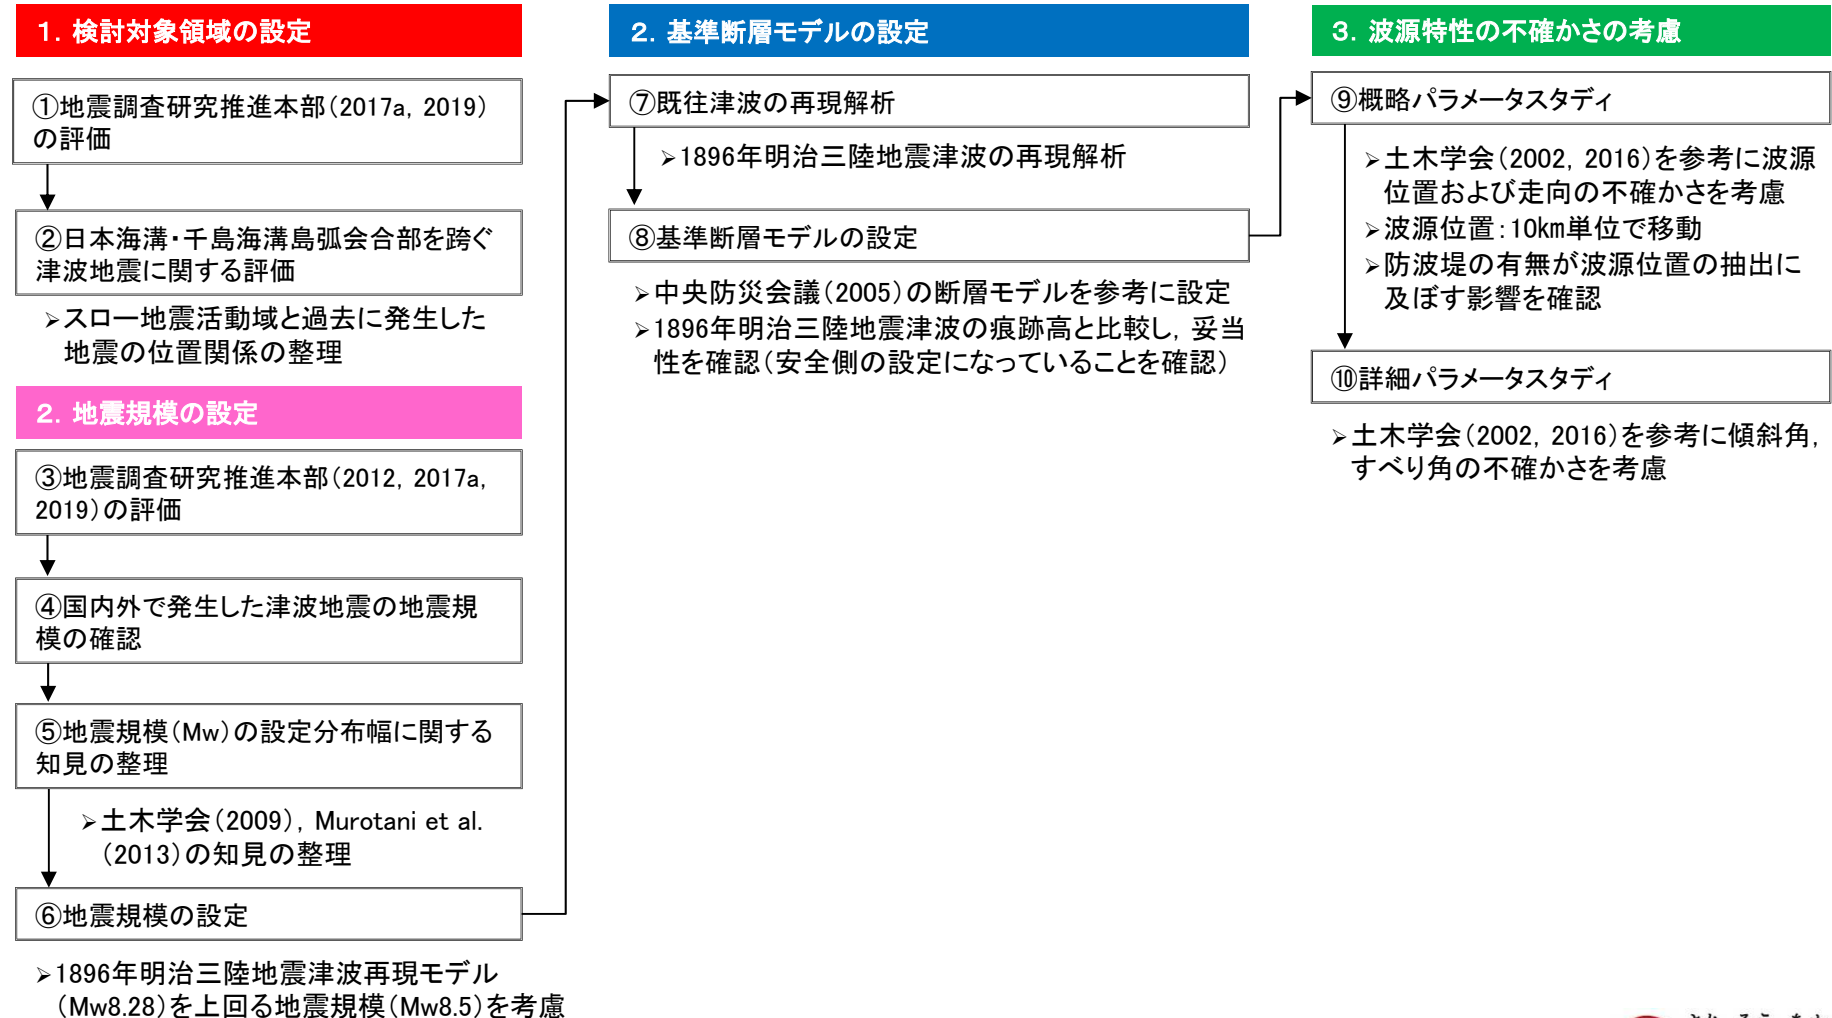 1. 検討対象領域の設定
①地震調査研究推進本部（2017a, 2019）
の評価
②日本海溝・千島海溝島弧会合部を跨ぐ
津波地震に関する評価
➢スロー地震活動域と過去に発生した
地震の位置関係の整理
2. 地震規模の設定
③地震調査研究推進本部（2012, 2017a,
2019）の評価
④国内外で発生した津波地震の地震規
模の確認
⑤地震規模（Mw）の設定分布幅に関する
知見の整理
➢土木学会（2009）, Murotani et al.
（2013）の知見の整理
⑥地震規模の設定
➢1896年明治三陸地震津波再現モデル
（Mw8.28）を上回る地震規模（Mw8.5）を考慮
2. 基準断層モデルの設定
⑦既往津波の再現解析
➢1896年明治三陸地震津波の再現解析
⑧基準断層モデルの設定
➢中央防災会議（2005）の断層モデルを参考に設定
➢1896年明治三陸地震津波の痕跡高と比較し, 妥当
性を確認（安全側の設定になっていることを確認）
3. 波源特性の不確かさの考慮
⑨概略パラメータスタディ
➢土木学会（2002, 2016）を参考に波源
位置および走向の不確かさを考慮
➢波源位置：10km単位で移動
➢防波堤の有無が波源位置の抽出に
及ぼす影響を確認
⑩詳細パラメータスタディ
➢土木学会（2002, 2016）を参考に傾斜角,
すべり角の不確かさを考慮